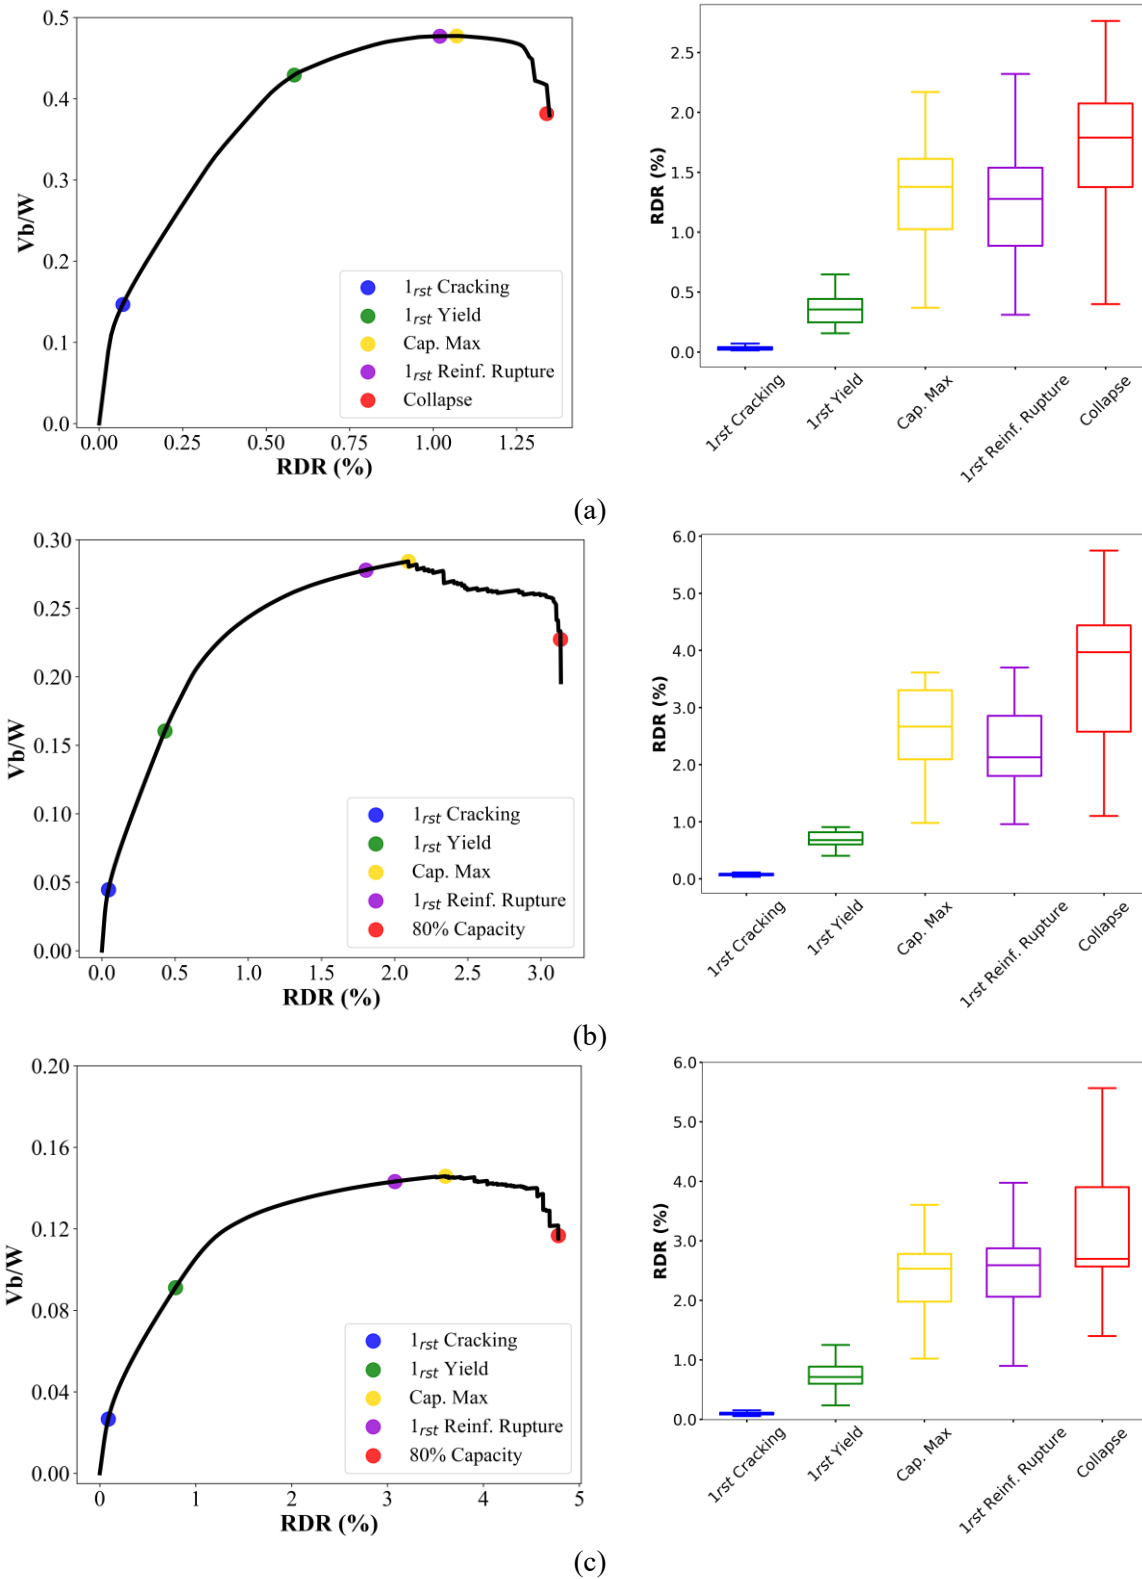 0.5
0.4
0.3
0.2
0.1
0.0
Vb/W
0.00 0.25 0.50 0.75 1.00 1.25
RDR (%)
1rst Cracking
1rst Yield
Cap. Max
1rst Reinf. Rupture
Collapse
2.5
2.0
1.5
1.0
0.5
0.0
RDR (%)
1rst Cracking
1rst Yield
Cap. Max
1rst Reinf. Rupture
Collapse
(a)
0.30
0.25
0.20
0.15
0.10
0.05
0.00
Vb/W
0.0 0.5 1.0 1.5 2.0 2.5 3.0
RDR (%)
1rst Cracking
1rst Yield
Cap. Max
1rst Reinf. Rupture
80% Capacity
6.0
5.0
4.0
3.0
2.0
1.0
0.0
RDR (%)
1rst Cracking
1rst Yield
Cap. Max
1rst Reinf. Rupture
Collapse
(b)
0.20
0.16
0.12
0.08
0.04
0.00
Vb/W
0 1 2 3 4 5
RDR (%)
1rst Cracking
1rst Yield
Cap. Max
1rst Reinf. Rupture
80% Capacity
6.0
5.0
4.0
3.0
2.0
1.0
0.0
RDR (%)
1rst Cracking
1rst Yield
Cap. Max
1rst Reinf. Rupture
Collapse
(c)